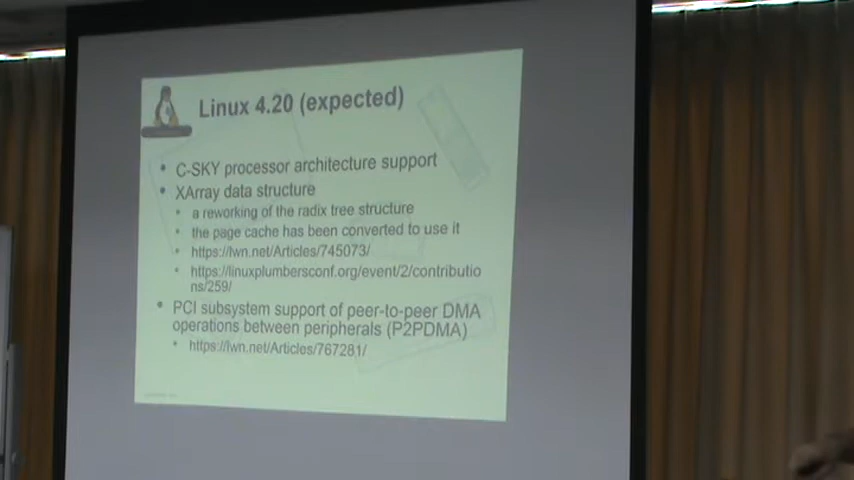 Linux 4.20 (expected)
• C-SKY processor architecture support
• XArray data structure
• a reworking of the radix tree structure
• the page cache has been converted to use it
• https://lwn.net/Articles/745073/
• https://linuxplumbersconf.org/event/2/contributio
ns/259/
• PCI subsystem support of peer-to-peer DMA
operations between peripherals (P2PDMA)
• https://lwn.net/Articles/767281/